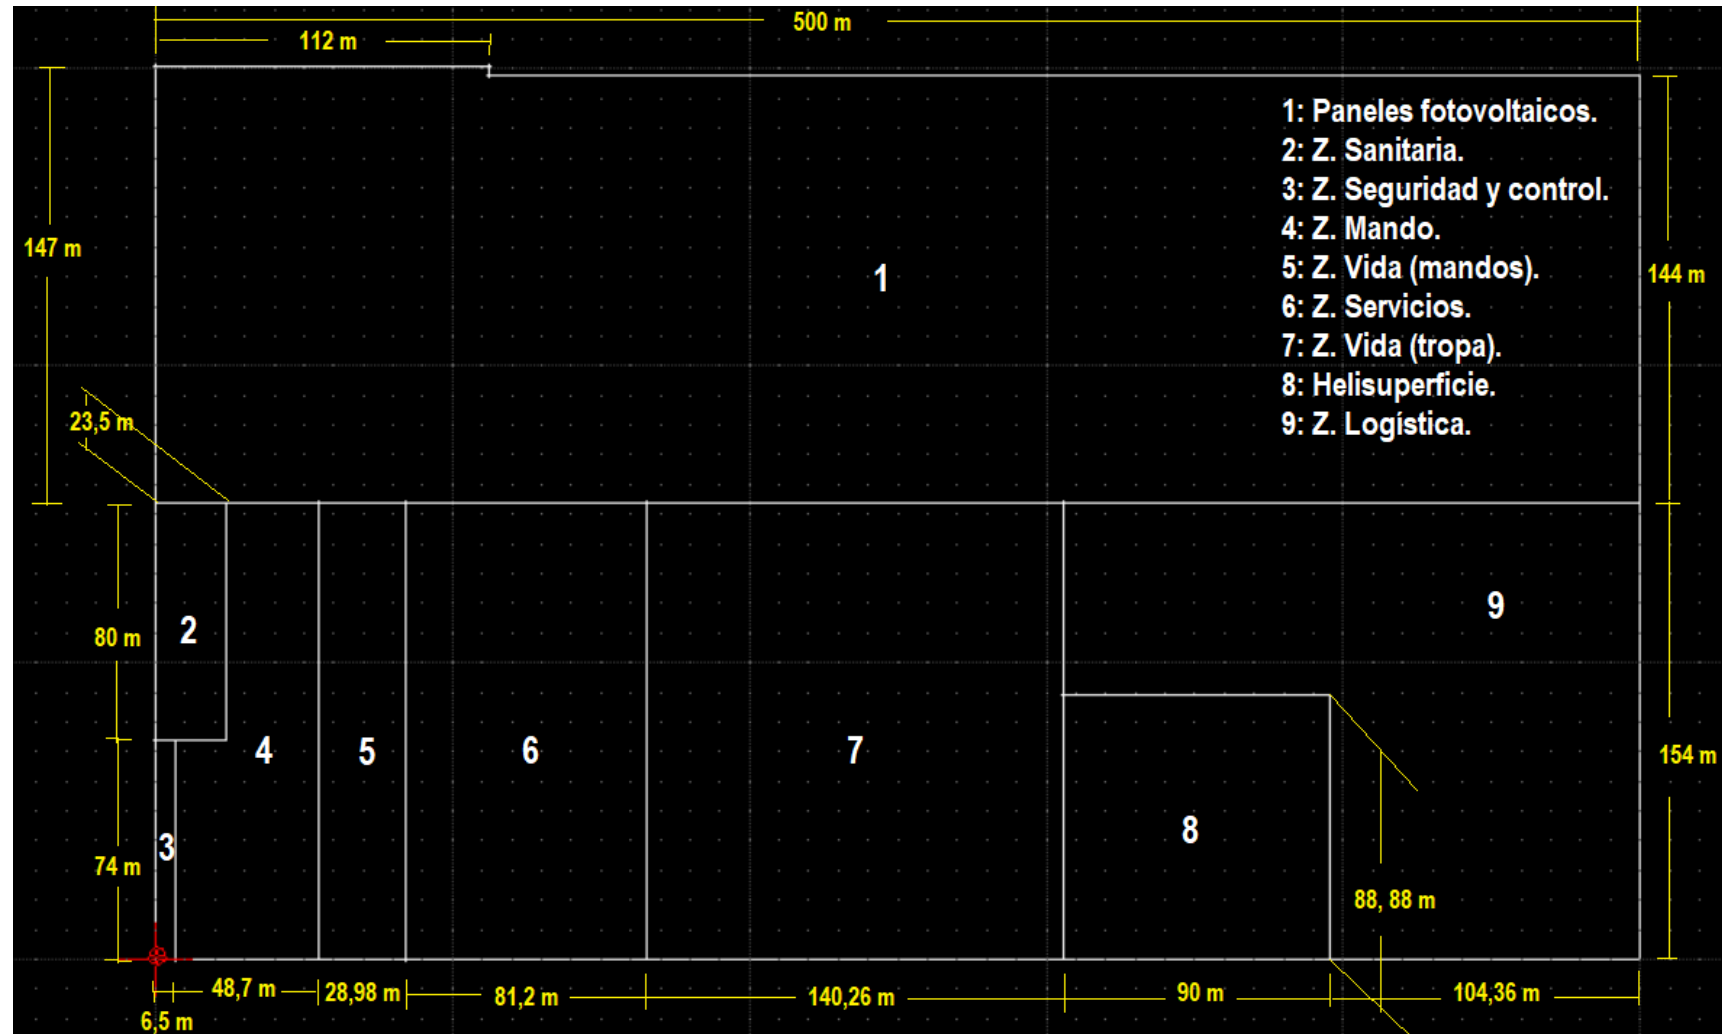 500 m
112 m
1: Paneles fotovoltaicos.
2: Z. Sanitaria.
3: Z. Seguridad y control.
4: Z. Mando.
5: Z. Vida (mandos).
6: Z. Servicios.
7: Z. Vida (tropa).
8: Helisuperficie.
9: Z. Logística.
147 m
1
144 m
23,5 m
2
80 m
9
4
5
6
7
154 m
3
74 m
8
88, 88 m
48,7 m
28,98 m
81,2 m
140,26 m
90 m
104,36 m
6,5 m